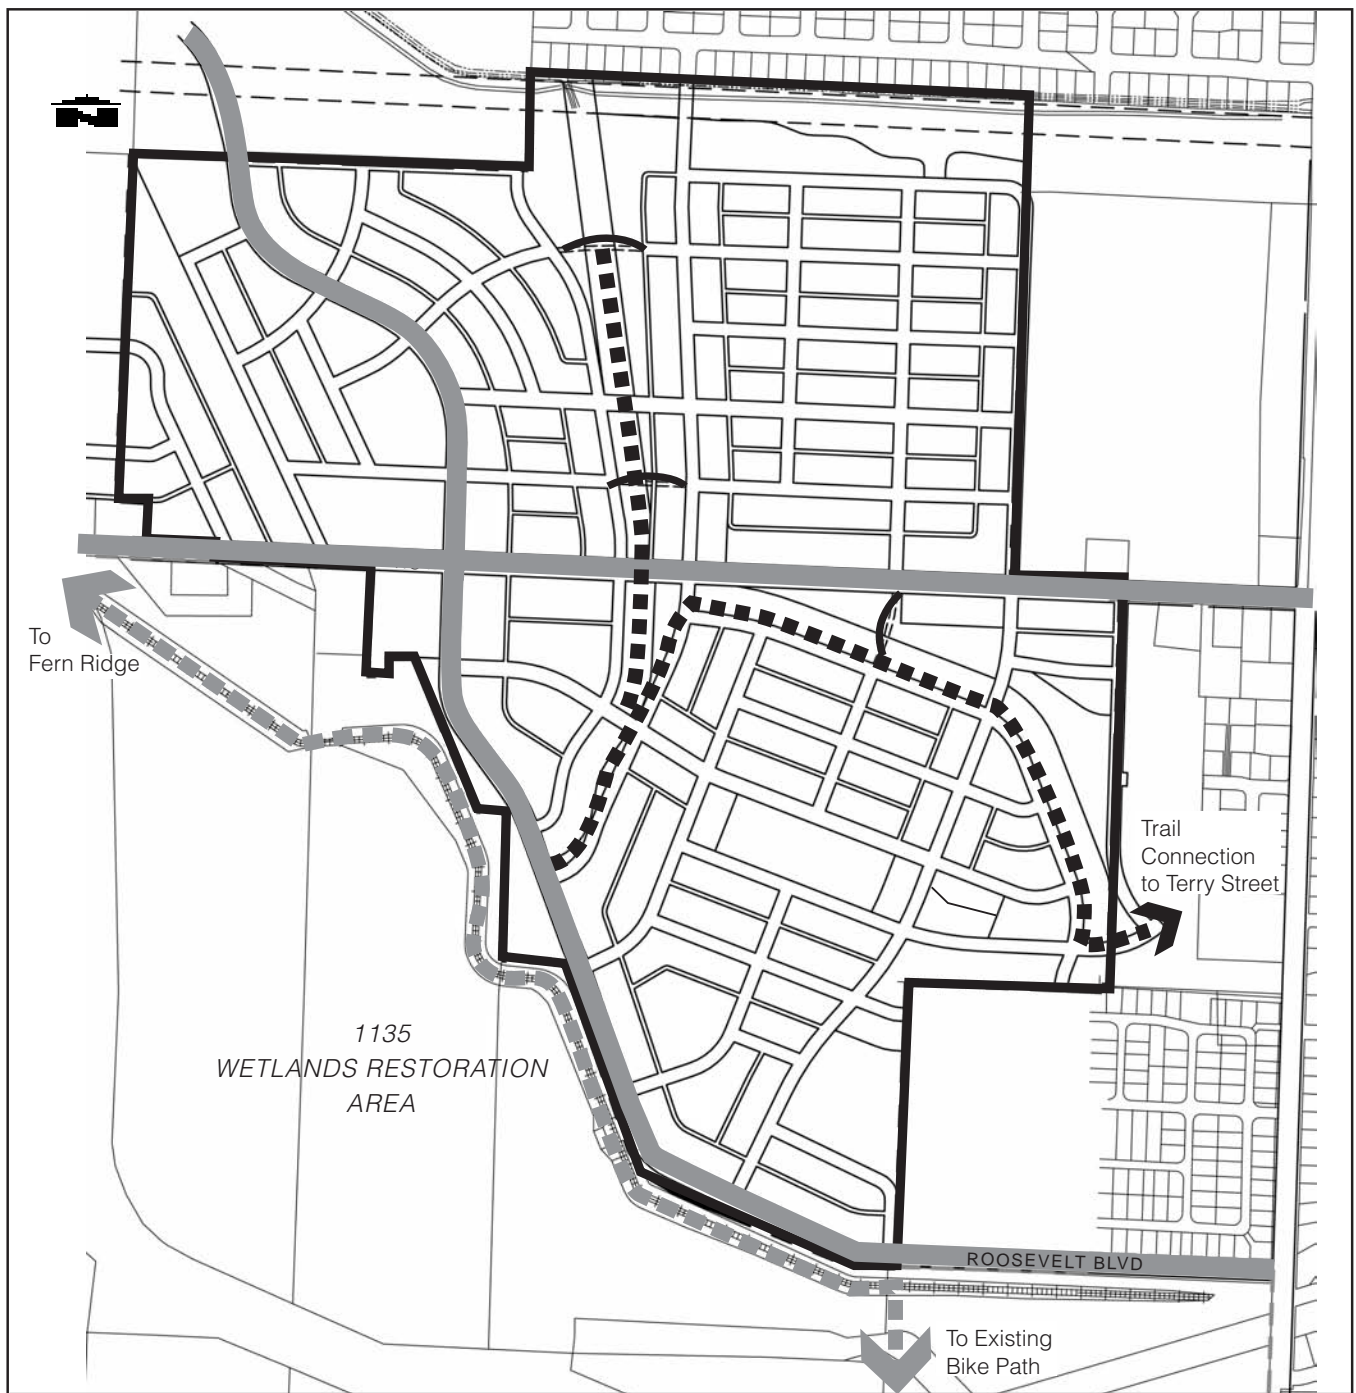 N
To
Fern Ridge
Trail
Connection
to Terry Street
1135
WETLANDS RESTORATION
AREA
ROOSEVELT BLVD
To Existing
Bike Path